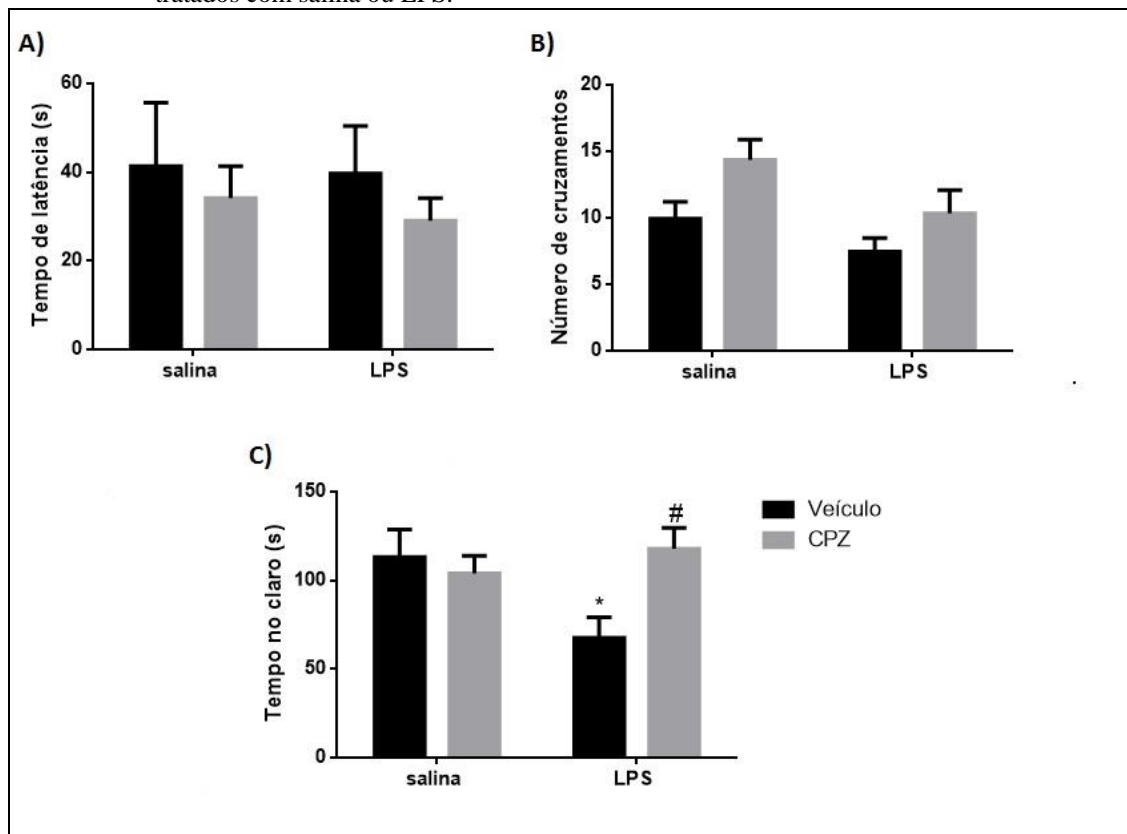 tratados com salina ou LPS.
A)
60
40
20
0
Tempo de latência (s)
salina LPS
B)
20
15
10
5
0
Número de cruzamentos
salina LPS
C)
150
100
50
0
Tempo no claro (s)
*
#
salina LPS
Veículo
CPZ